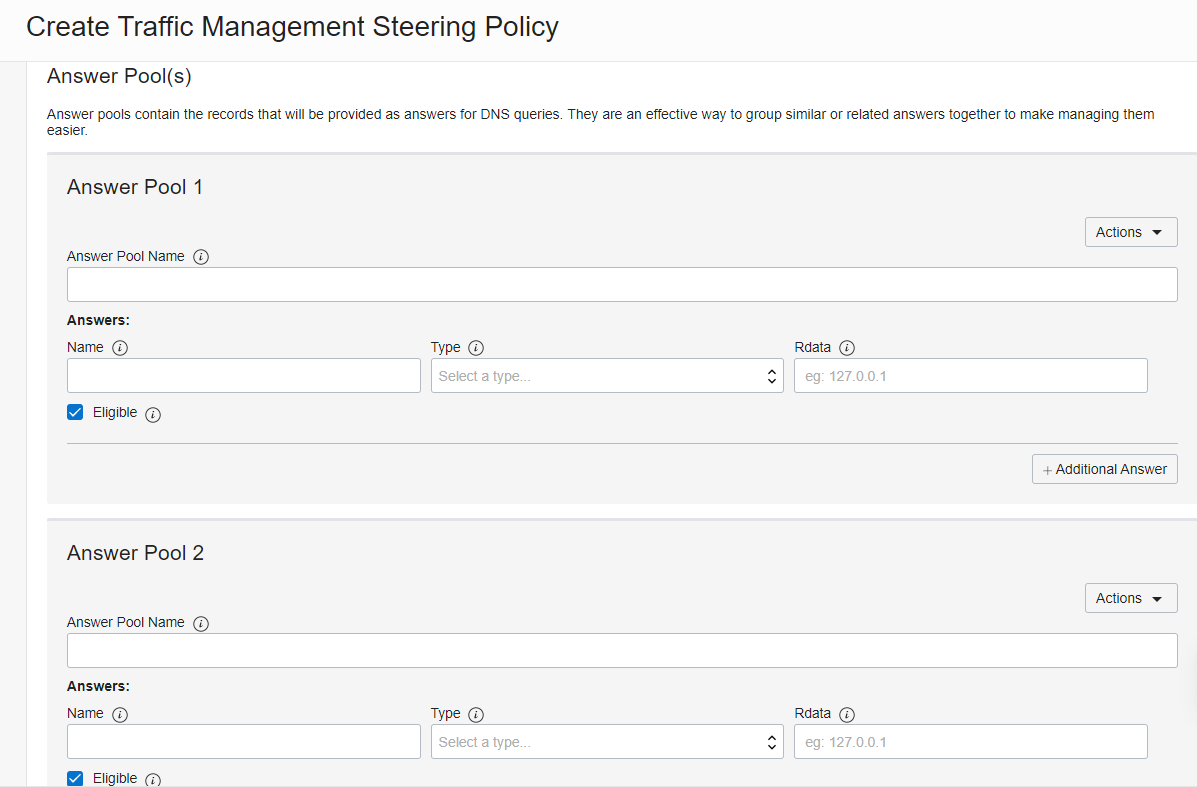 Create Traffic Management Steering Policy
Answer Pool(s)
Answer pools contain the records that will be provided as answers for DNS queries. They are an effective way to group similar or related answers together to make managing them
easier.
Answer Pool 1
Actions
Answer Pool Name
Answers:
Name Type Rdata
Select a type... eg: 127.0.0.1
Eligible
+ Additional Answer
Answer Pool 2
Actions
Answer Pool Name
Answers:
Name Type Rdata
Select a type... eg: 127.0.0.1
Eligible